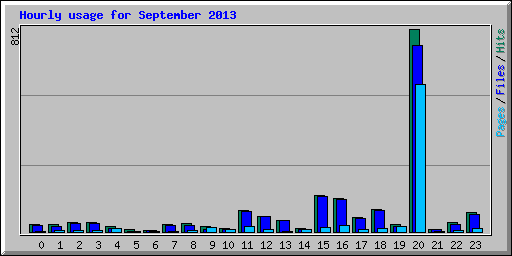 Hourly usage for September 2013
812
Pages / Files / Hits
0 1 2 3 4 5 6 7 8 9 10 11 12 13 14 15 16 17 18 19 20 21 22 23